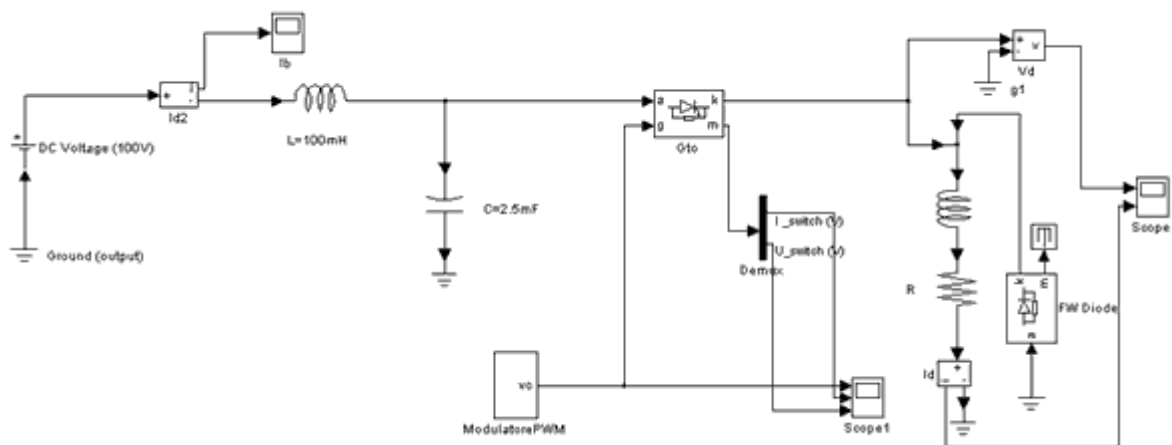 Ib
+ i -
Id2
L=100mH
DC Voltage (100V)
Ground (output)
C=2.5mF
a k
g m
Gto
I_switch (V)
U_switch (V)
Demux
vo
ModulatorePWM
Scope1
+ v -
Vd
g1
Scope
R
k m
FW Diode
Id
+ -